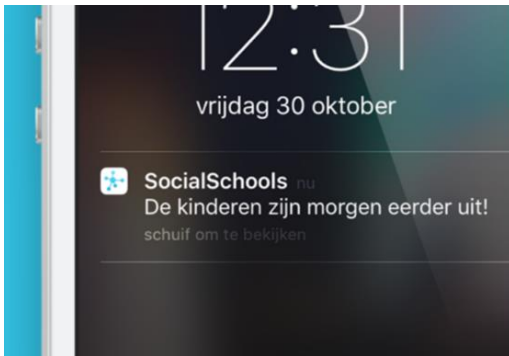 12:31
vrijdag 30 oktober
SocialSchools nu
De kinderen zijn morgen eerder uit!
schuif om te bekijken